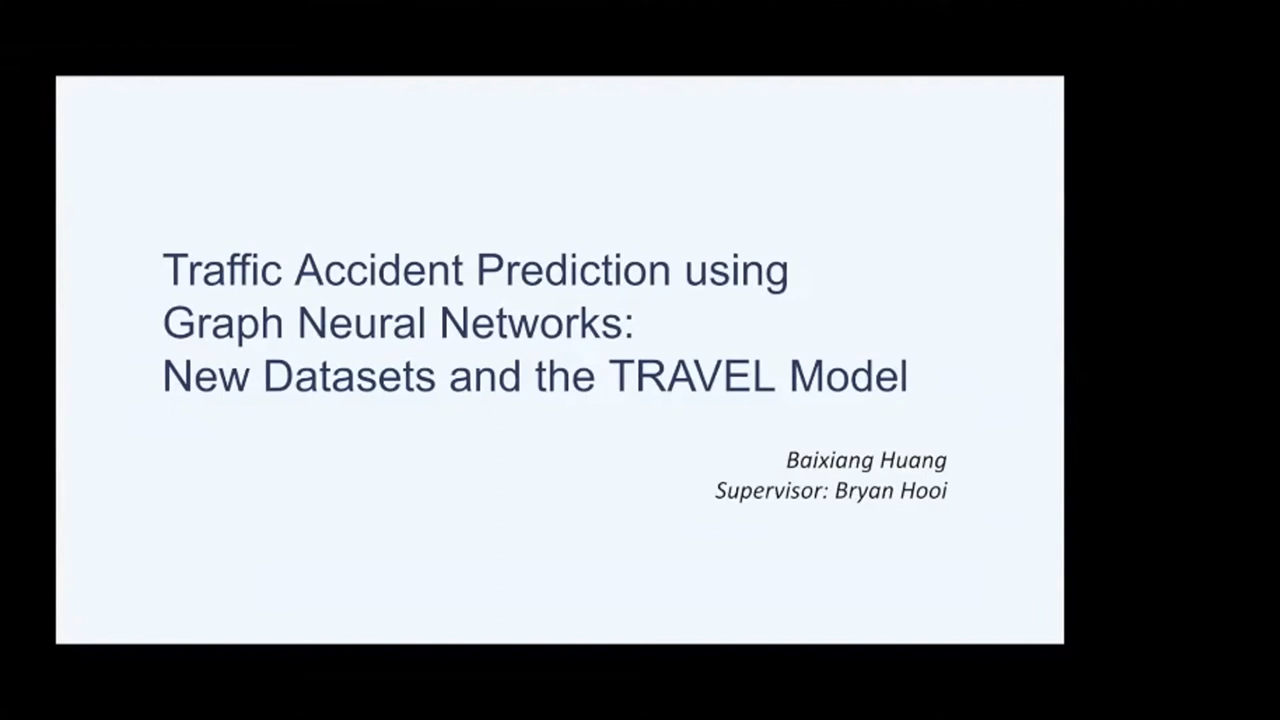 Traffic Accident Prediction using
Graph Neural Networks:
New Datasets and the TRAVEL Model
Baixiang Huang
Supervisor: Bryan Hooi